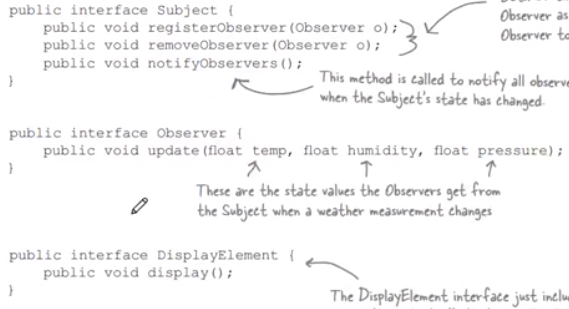 public interface Subject {
public void registerObserver(Observer o);
Observer as
public void removeObserver(Observer o);
Observer to
public void notifyObservers();
}
This method is called to notify all
when the Subject's state has changed.
public interface Observer {
public void update(float temp, float humidity, float pressure);
}
These are the state values the Observers get from
the Subject when a weather measurement changes
public interface DisplayElement {
public void display();
}
The DisplayElement interface just